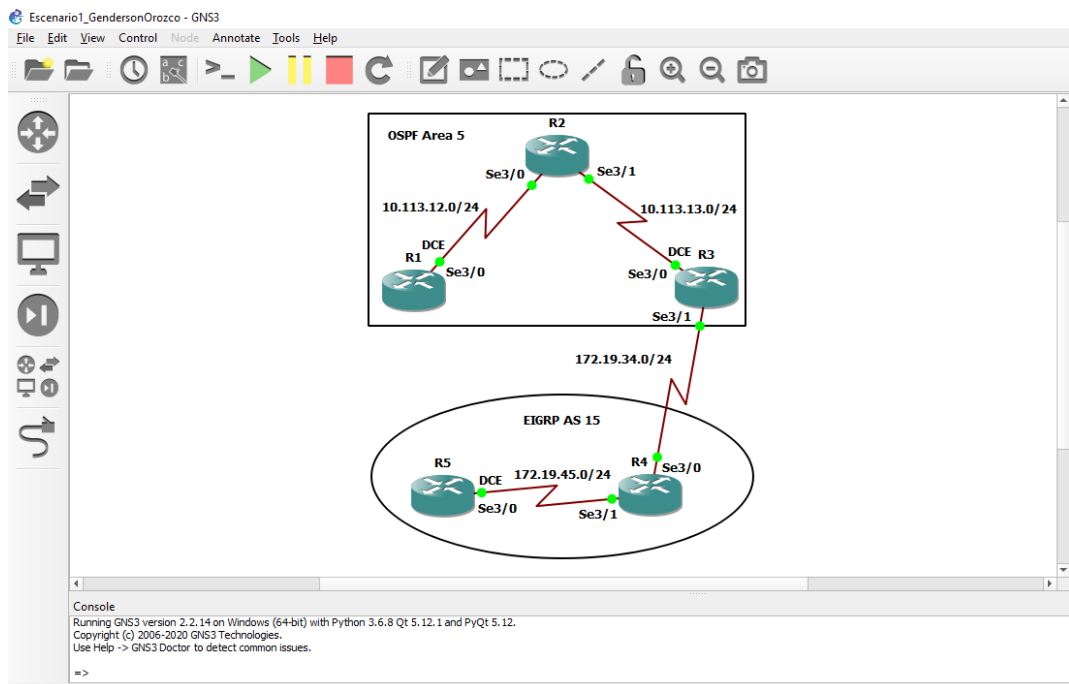 Escenario1_GendersonOrozco - GNS3
File Edit View Control Node Annotate Tools Help
OSPF Area 5
R2
Se3/0
Se3/1
10.113.12.0/24
10.113.13.0/24
DCE
R1
Se3/0
DCE R3
Se3/0
Se3/1
172.19.34.0/24
EIGRP AS 15
R5
DCE
172.19.45.0/24
R4
Se3/0
Se3/0
Se3/1
Console
Running GNS3 version 2.2.14 on Windows (64-bit) with Python 3.6.8 Qt 5.12.1 and PyQt 5.12.
Copyright (c) 2006-2020 GNS3 Technologies.
Use Help -> GNS3 Doctor to detect common issues.
=>